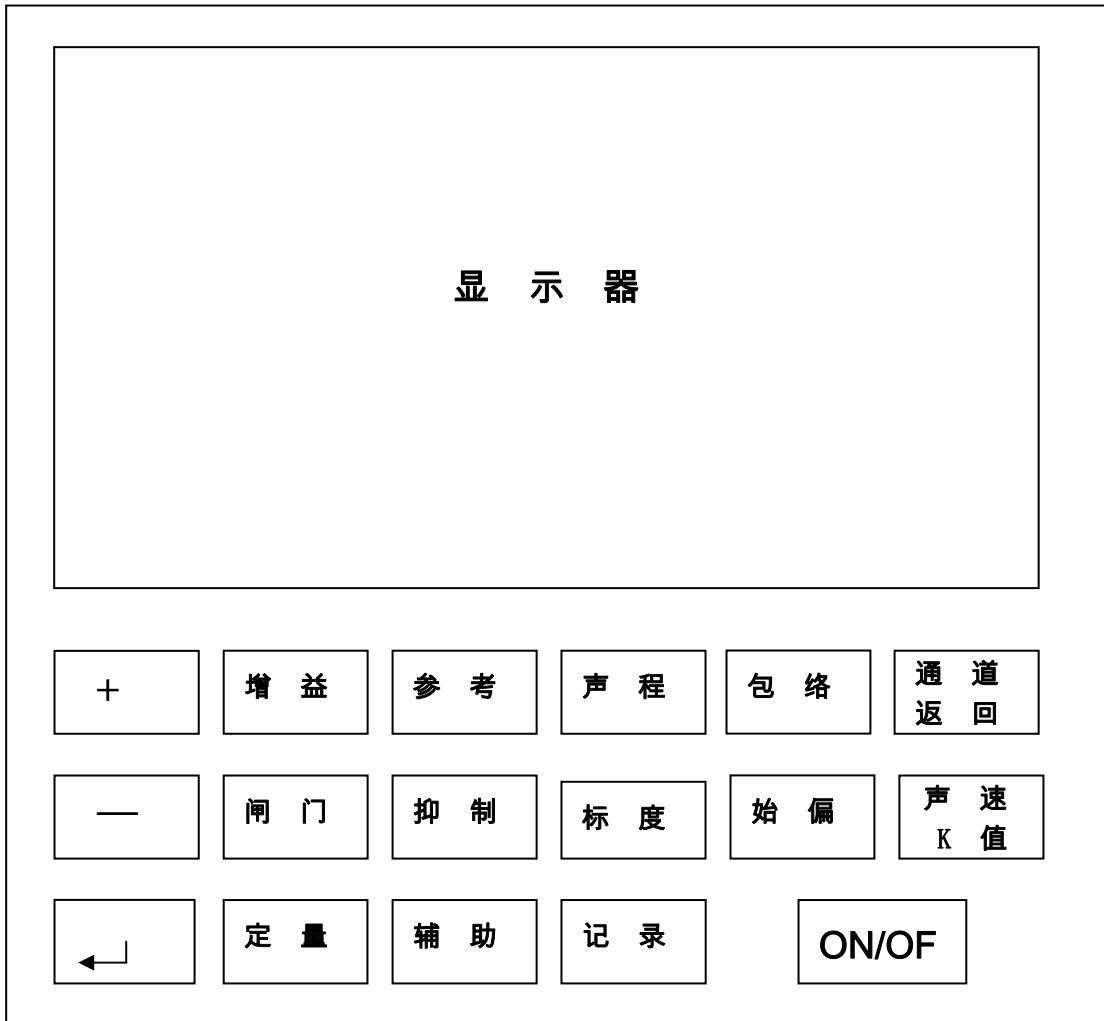 显 示 器
+ 增 益 参 考 声 程 包 络 通 道
返 回
— 闸 门 抑 制 标 度 始 偏 声 速
K 值
定 量 辅 助 记 录 ON/OF